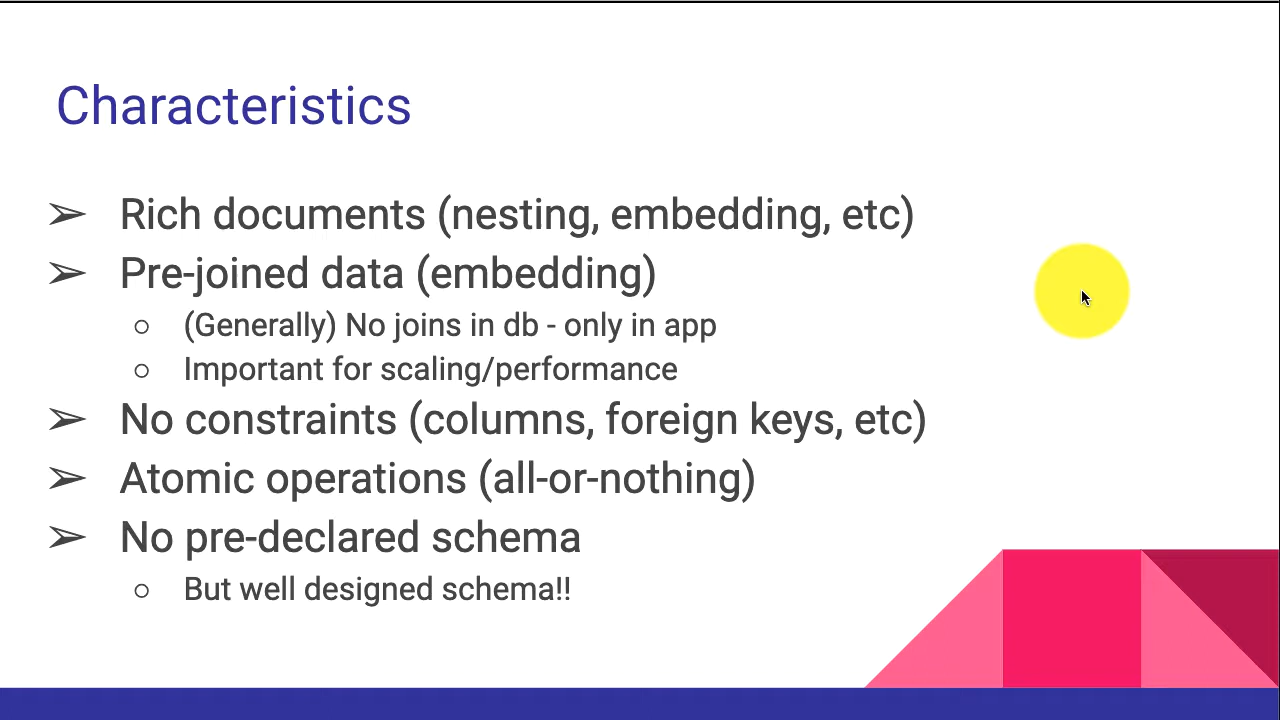 Characteristics
➢ Rich documents (nesting, embedding, etc)
➢ Pre-joined data (embedding)
○ (Generally) No joins in db - only in app
○ Important for scaling/performance
➢ No constraints (columns, foreign keys, etc)
➢ Atomic operations (all-or-nothing)
➢ No pre-declared schema
○ But well designed schema!!